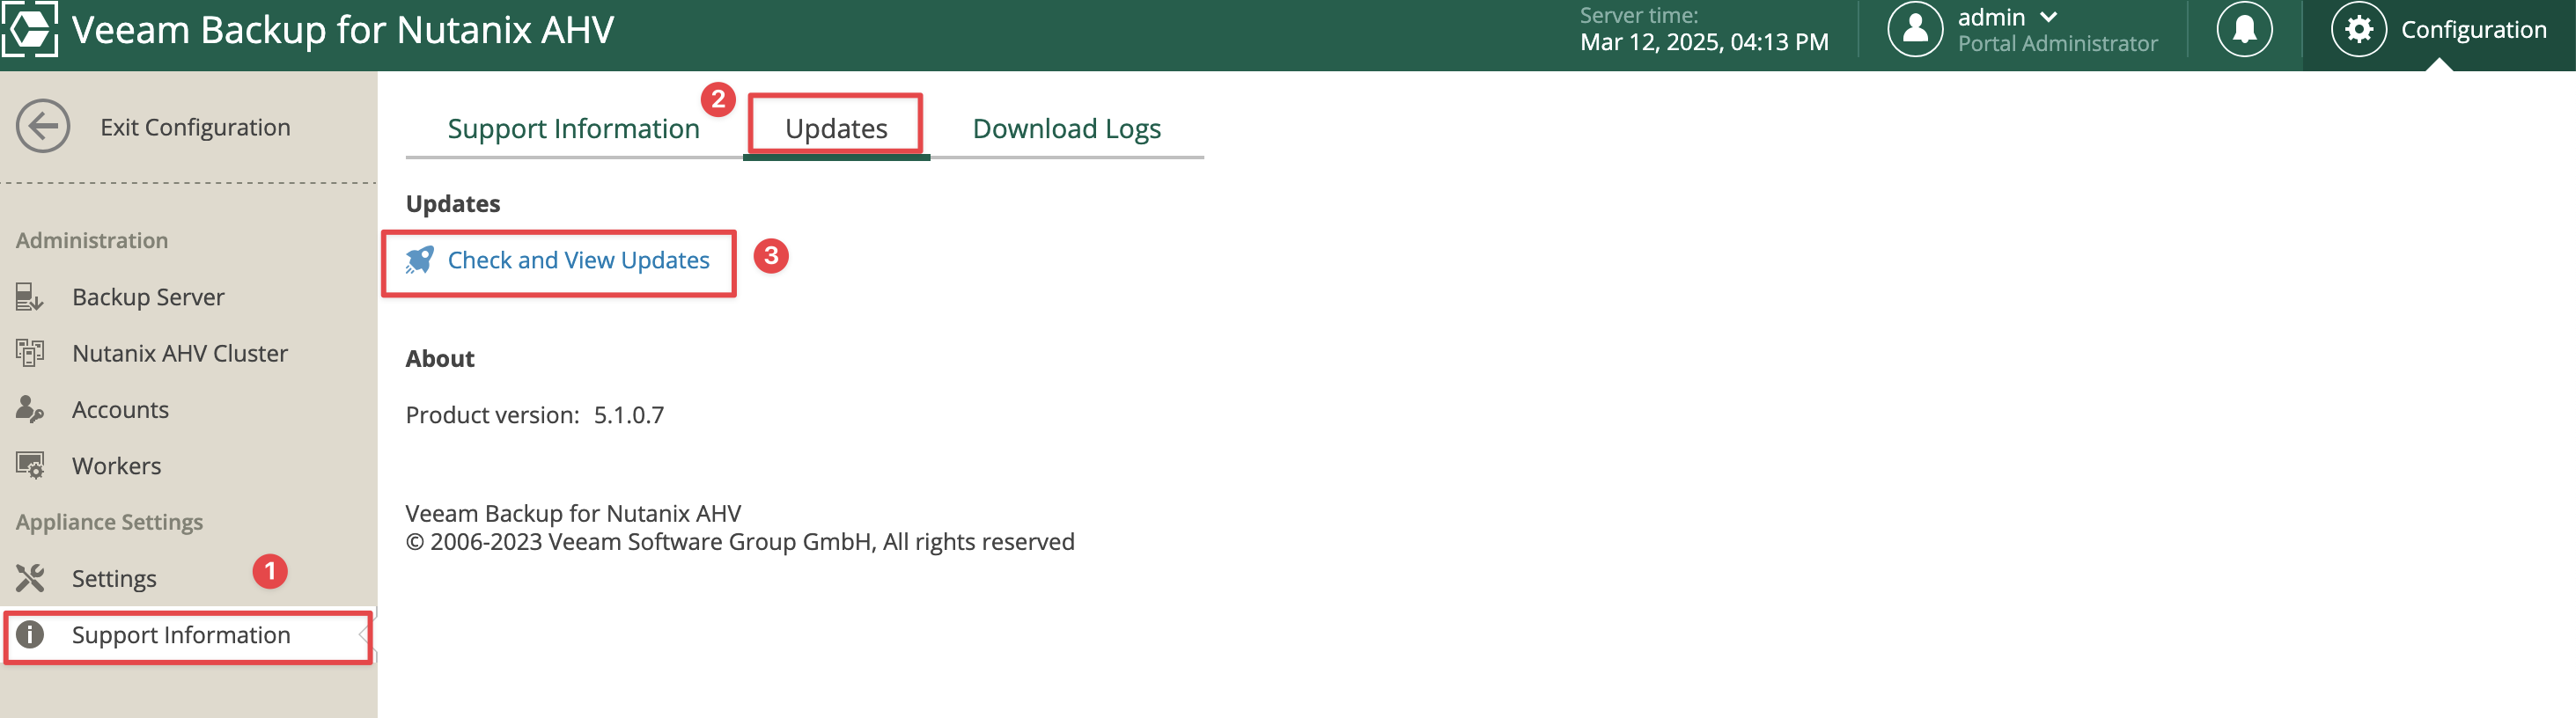 Veeam Backup for Nutanix AHV
Server time:
Mar 12, 2025, 04:13 PM
admin
Portal Administrator
Configuration
Exit Configuration
Administration
Backup Server
Nutanix AHV Cluster
Accounts
Workers
Appliance Settings
Settings
1
Support Information
Support Information
2
Updates
Download Logs
Updates
Check and View Updates
3
About
Product version: 5.1.0.7
Veeam Backup for Nutanix AHV
© 2006-2023 Veeam Software Group GmbH, All rights reserved